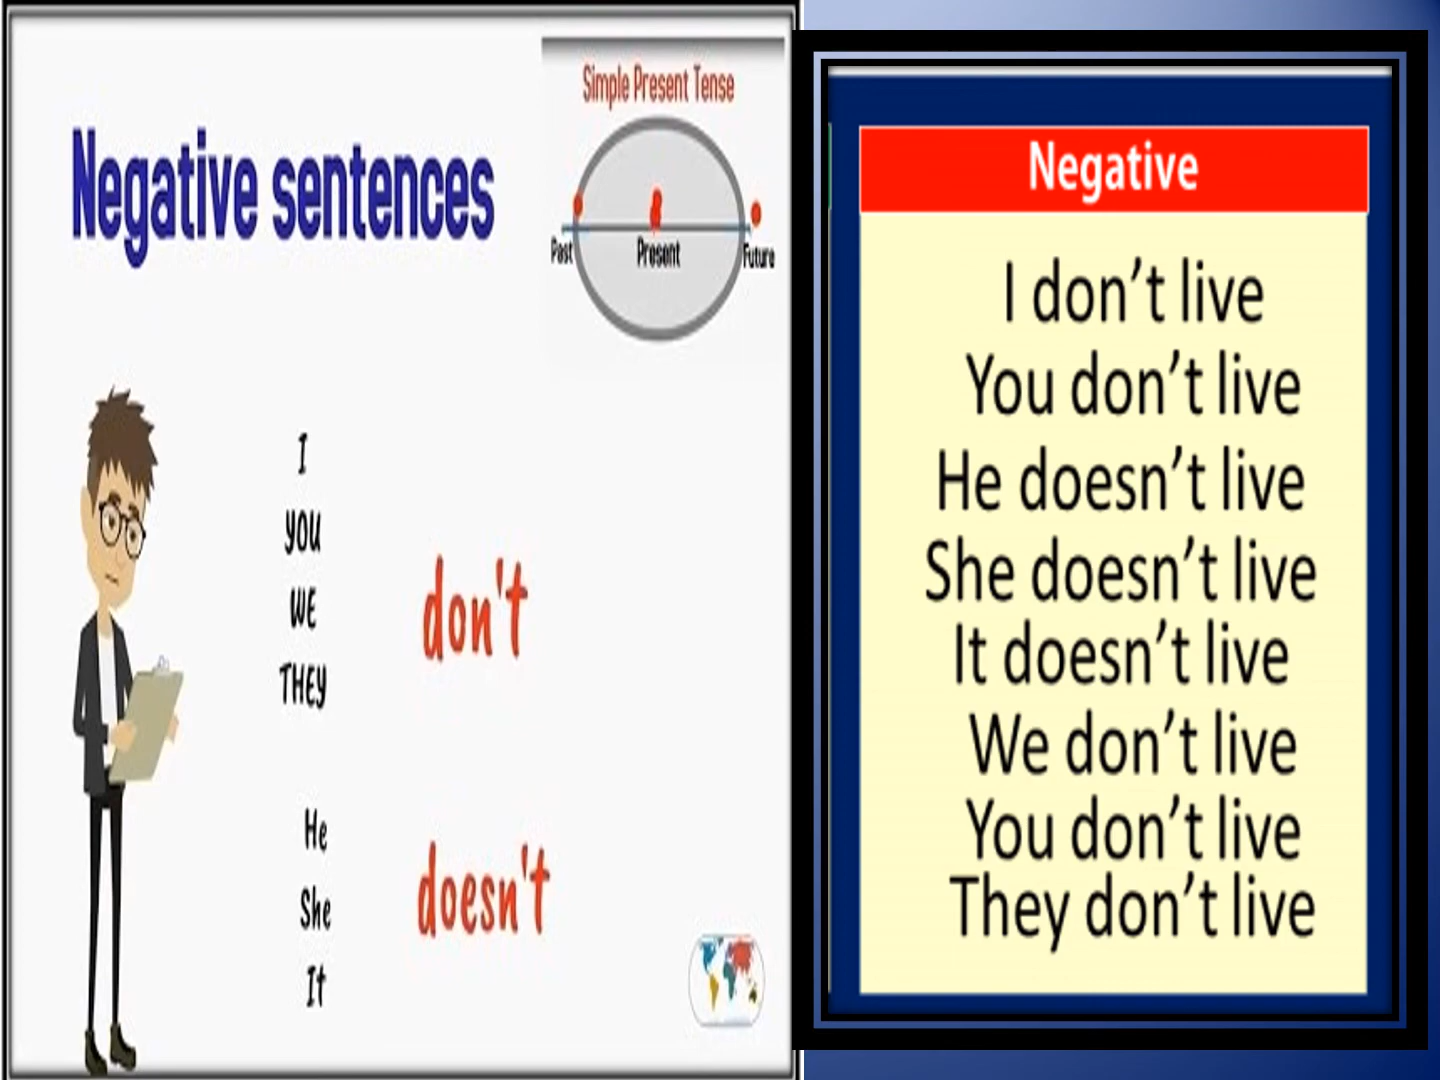 Negative sentences
Simple Present Tense
Past Present Future
I
YOU
WE
THEY
don't
He
She
It
doesn't
Negative
I don’t live
You don’t live
He doesn’t live
She doesn’t live
It doesn’t live
We don’t live
You don’t live
They don’t live